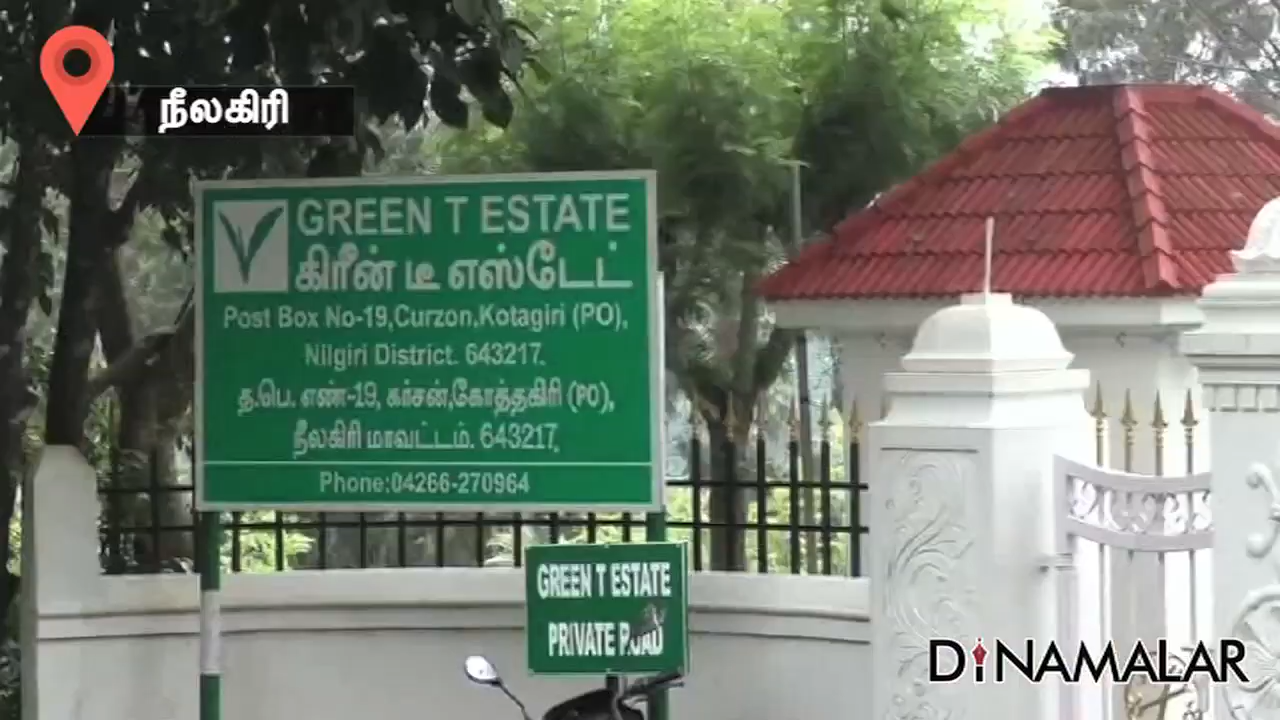 நீலகிரி
GREEN T ESTATE
கிரீன் டீ எஸ்டேட்
Post Box No-19,Curzon,Kotagiri (PO),
Nilgiri District. 643217.
த.பெ. எண்-19, கர்சன்,கோத்தகிரி (PO),
நீலகிரி மாவட்டம். 643217.
Phone:04266-270964
GREEN T ESTATE
PRIVATE ROAD
DINAMALAR